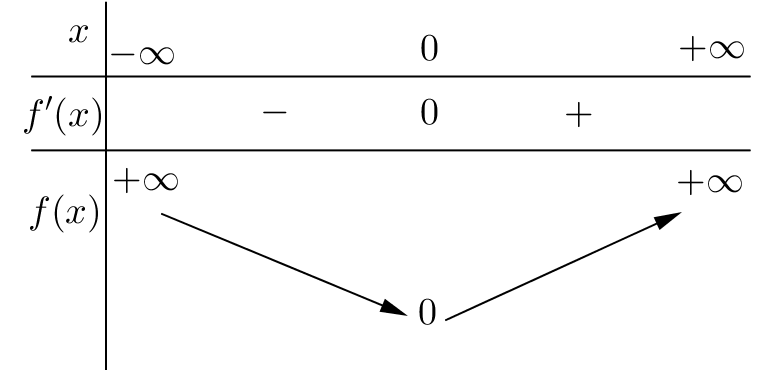 x −∞ 0 +∞
f′(x) − 0 +
+∞ +∞
f(x)
0